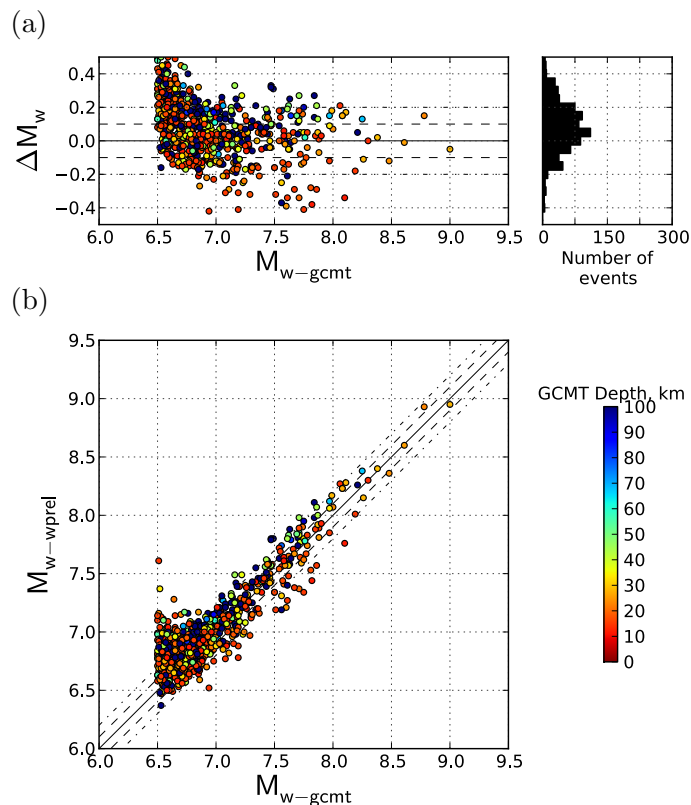 (a)
0.4
0.2
0.0
−0.2
−0.4
ΔM_w
6.0 6.5 7.0 7.5 8.0 8.5 9.0 9.5
M_w−gcmt
0 150 300
Number of
events
(b)
9.5
9.0
8.5
8.0
7.5
7.0
6.5
6.0
M_w−wprel
6.0 6.5 7.0 7.5 8.0 8.5 9.0 9.5
M_w−gcmt
GCMT Depth, km
100
90
80
70
60
50
40
30
20
10
0